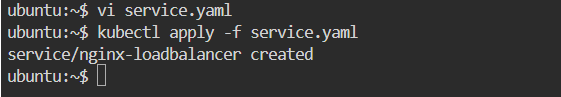 ubuntu:~$ vi service.yaml
ubuntu:~$ kubectl apply -f service.yaml
service/nginx-loadbalancer created
ubuntu:~$